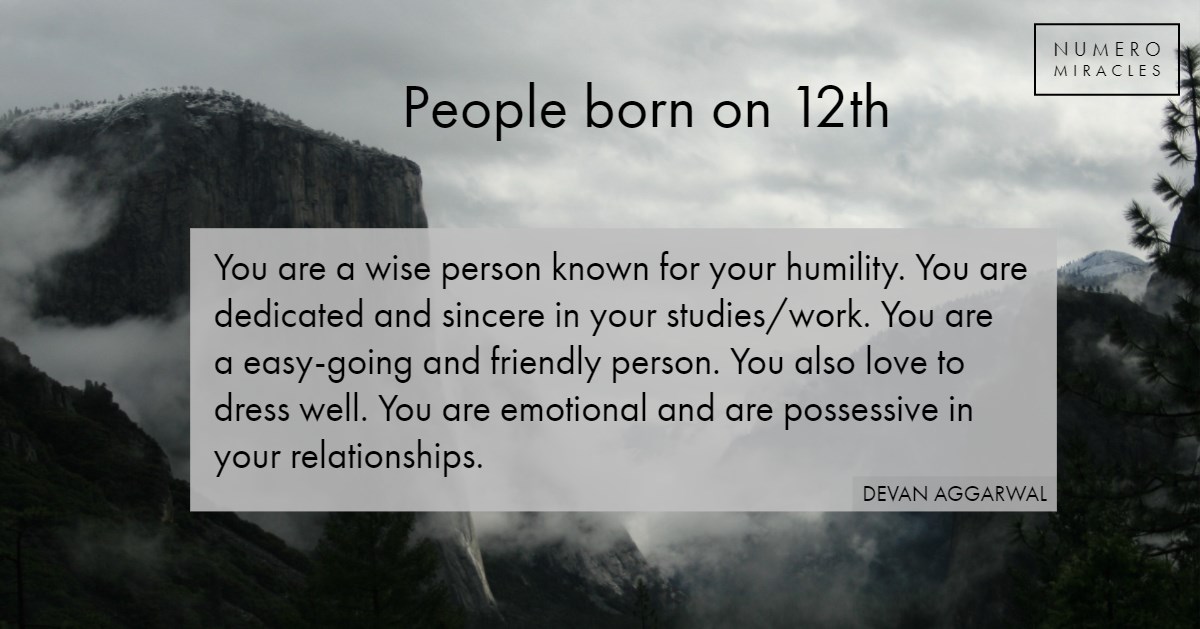 NUMERO
MIRACLES
People born on 12th
You are a wise person known for your humility. You are
dedicated and sincere in your studies/work. You are
a easy-going and friendly person. You also love to
dress well. You are emotional and are possessive in
your relationships.
DEVAN AGGARWAL